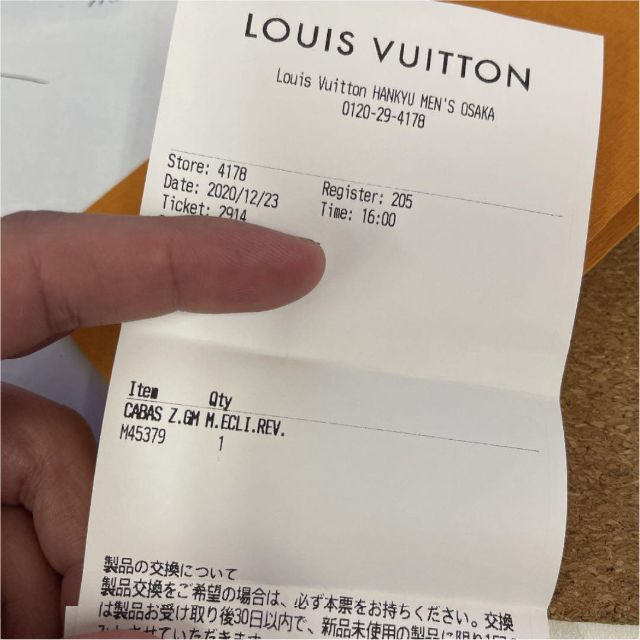 LOUIS VUITTON
Louis Vuitton HANKYU MEN'S OSAKA
0120-29-4178
Store: 4178
Date: 2020/12/23 Register: 205
Ticket: 2914 Time: 16:00
Item Qty
CABAS Z.GM M.ECLI.REV.
M45379 1
製品の交換について
製品交換をご希望の場合は、必ず本票をお持ちください。交換
は製品お受け取り後30日以内で、新品未使用の製品に限り